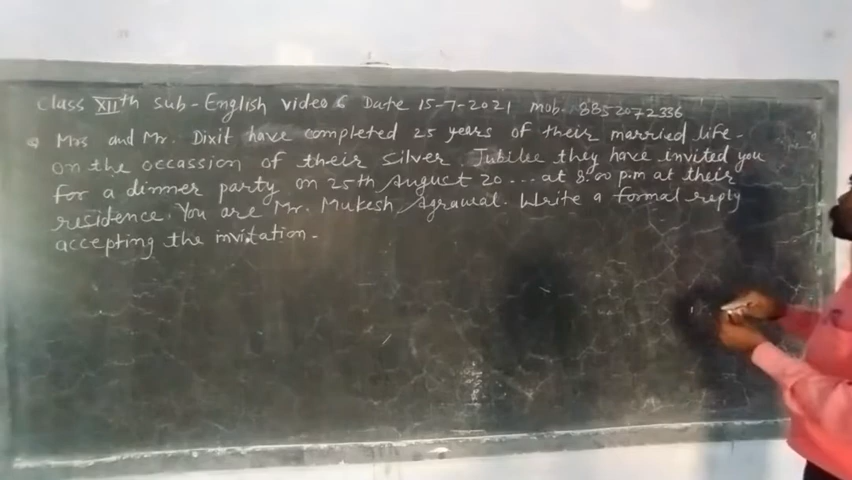 Class XIIth Sub-English video 6 Date 15-7-2021 mob. 8852072336
Q Mrs and Mr. Dixit have completed 25 years of their married life-
on the occassion of their Silver Jubilee they have invited you
for a dinner party on 25th August 20... at 8:00 p.m at their
residence. You are Mr. Mukesh Agrawal. Write a formal reply
accepting the invitation-